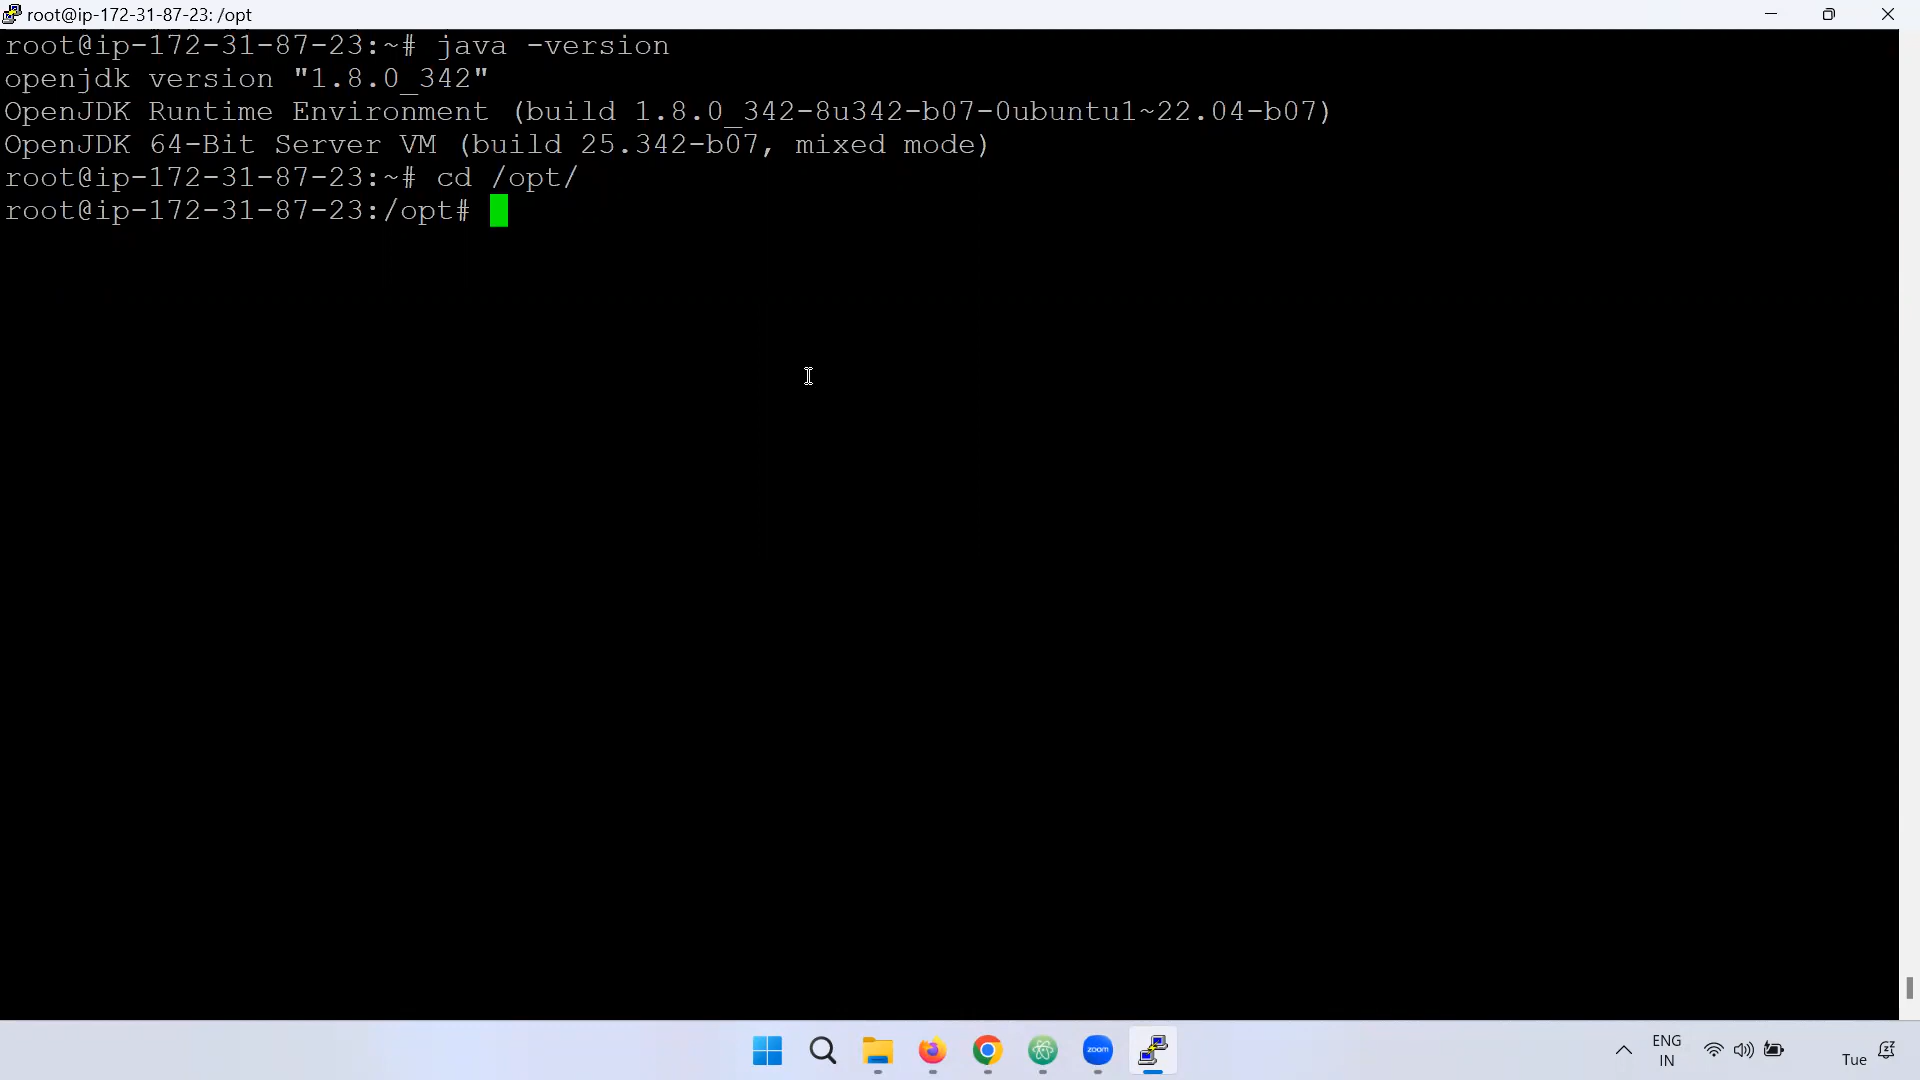 root@ip-172-31-87-23: /opt
root@ip-172-31-87-23:~# java -version
openjdk version "1.8.0_342"
OpenJDK Runtime Environment (build 1.8.0_342-8u342-b07-0ubuntu1~22.04-b07)
OpenJDK 64-Bit Server VM (build 25.342-b07, mixed mode)
root@ip-172-31-87-23:~# cd /opt/
root@ip-172-31-87-23:/opt#
zoom
ENG
IN
Tue